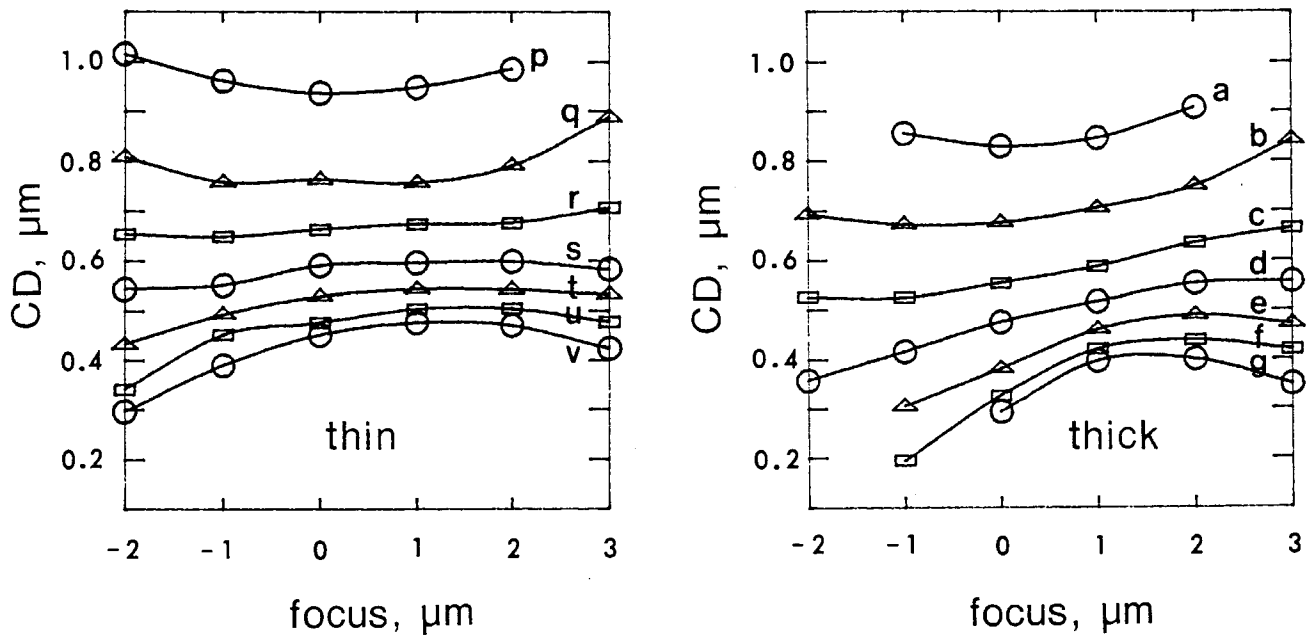 CD, µm
1.0
0.8
0.6
0.4
0.2
p
q
r
s
t
u
v
thin
-2 -1 0 1 2 3
focus, µm
CD, µm
1.0
0.8
0.6
0.4
0.2
a
b
c
d
e
f
g
thick
-2 -1 0 1 2 3
focus, µm